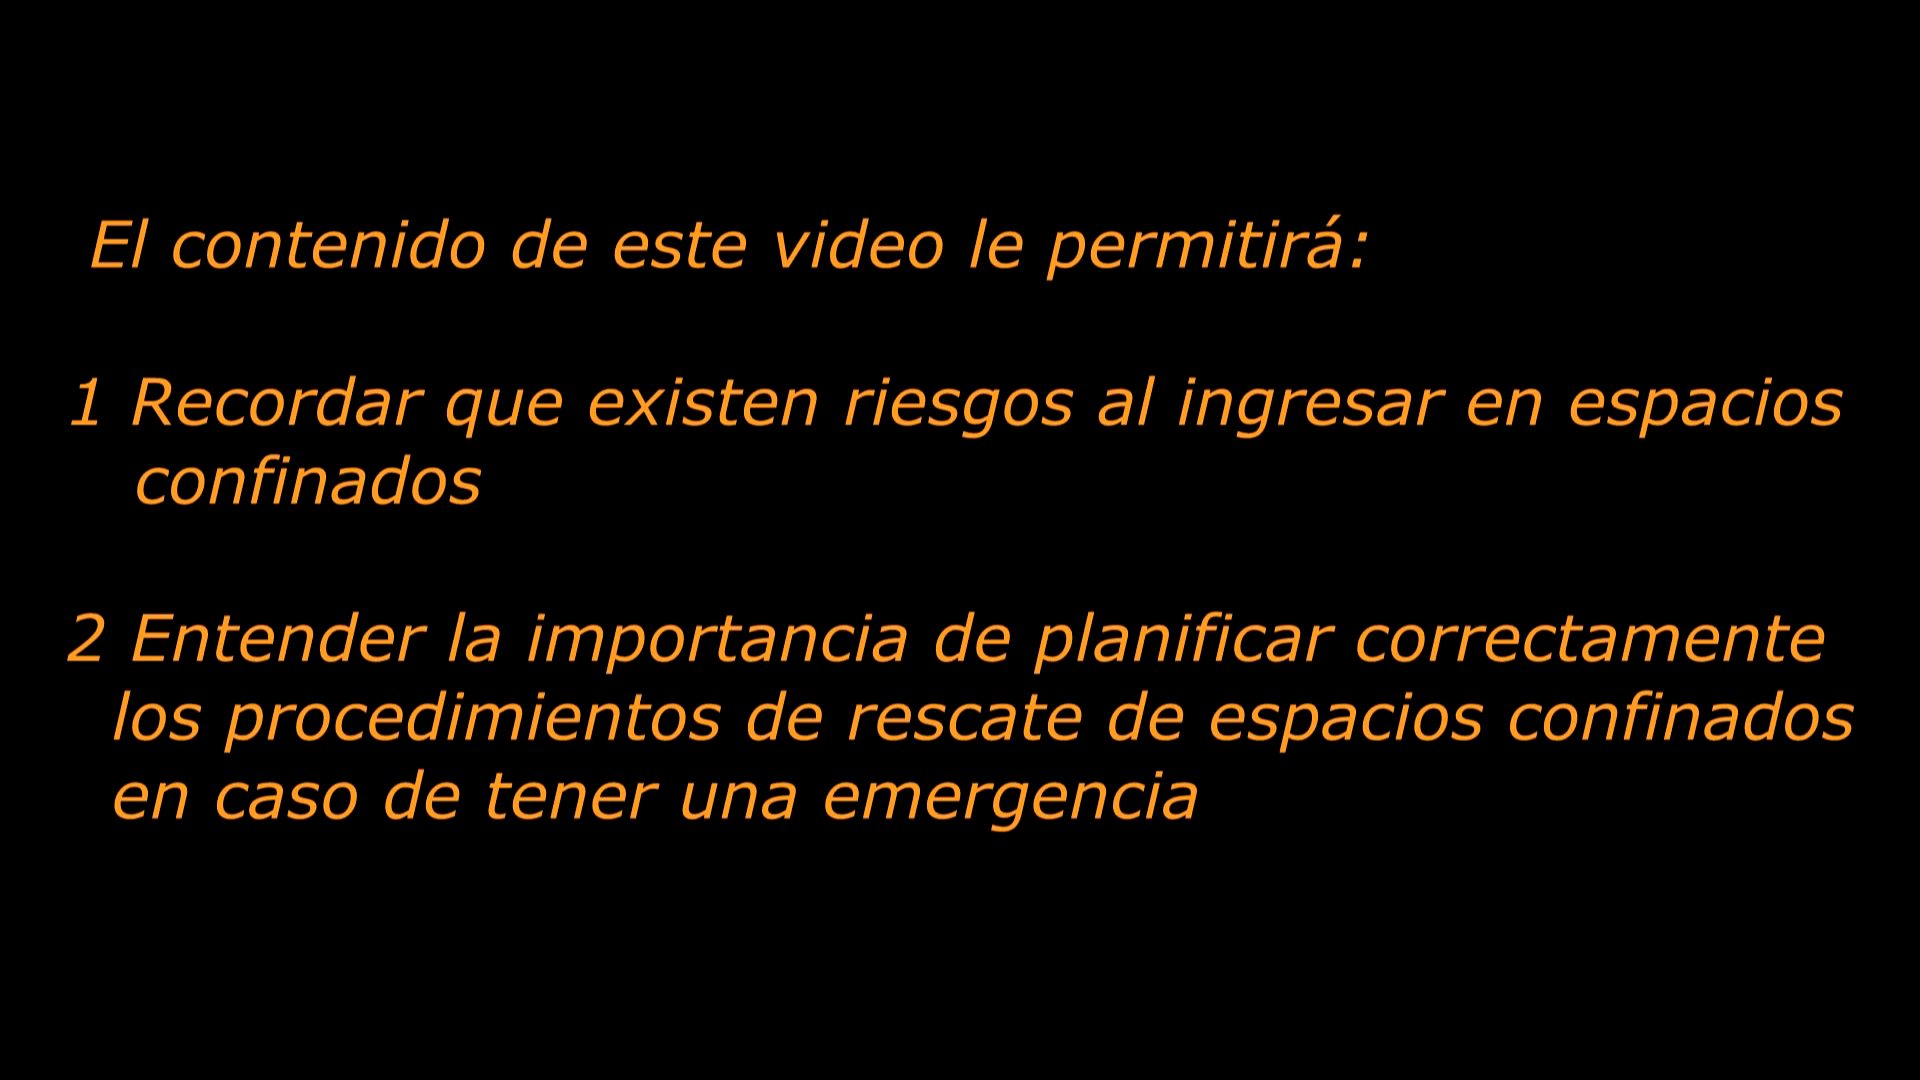 El contenido de este video le permitirá:
1 Recordar que existen riesgos al ingresar en espacios
confinados
2 Entender la importancia de planificar correctamente
los procedimientos de rescate de espacios confinados
en caso de tener una emergencia